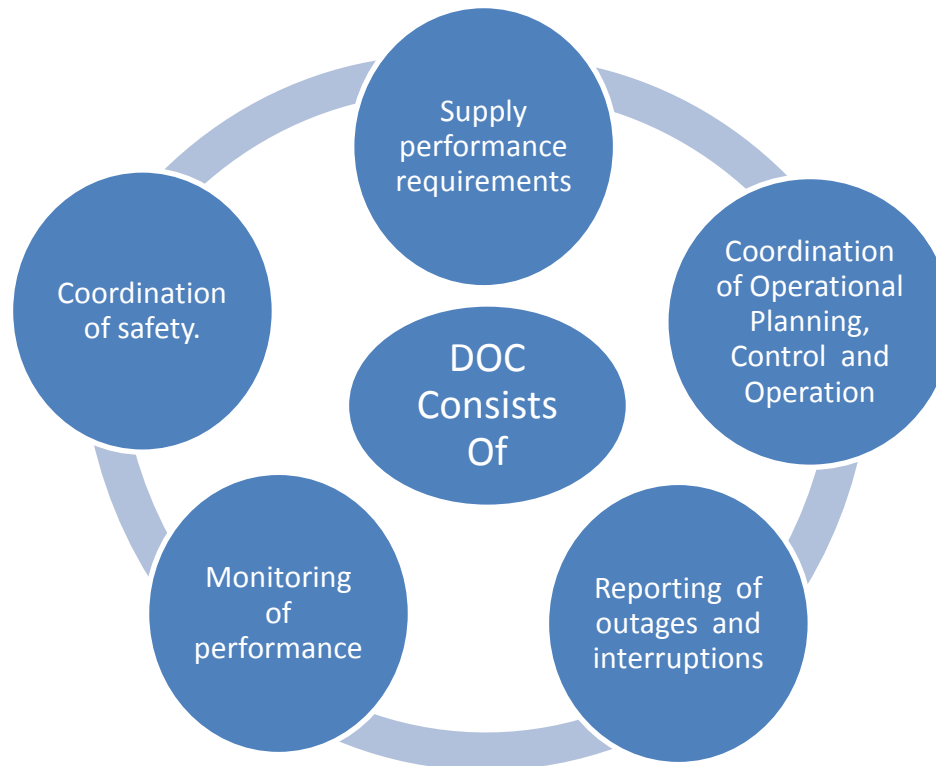 Supply
performance
requirements
Coordination
of Operational
Planning,
Control and
Operation
Reporting of
outages and
interruptions
Monitoring
of
performance
Coordination
of safety.
DOC
Consists
Of